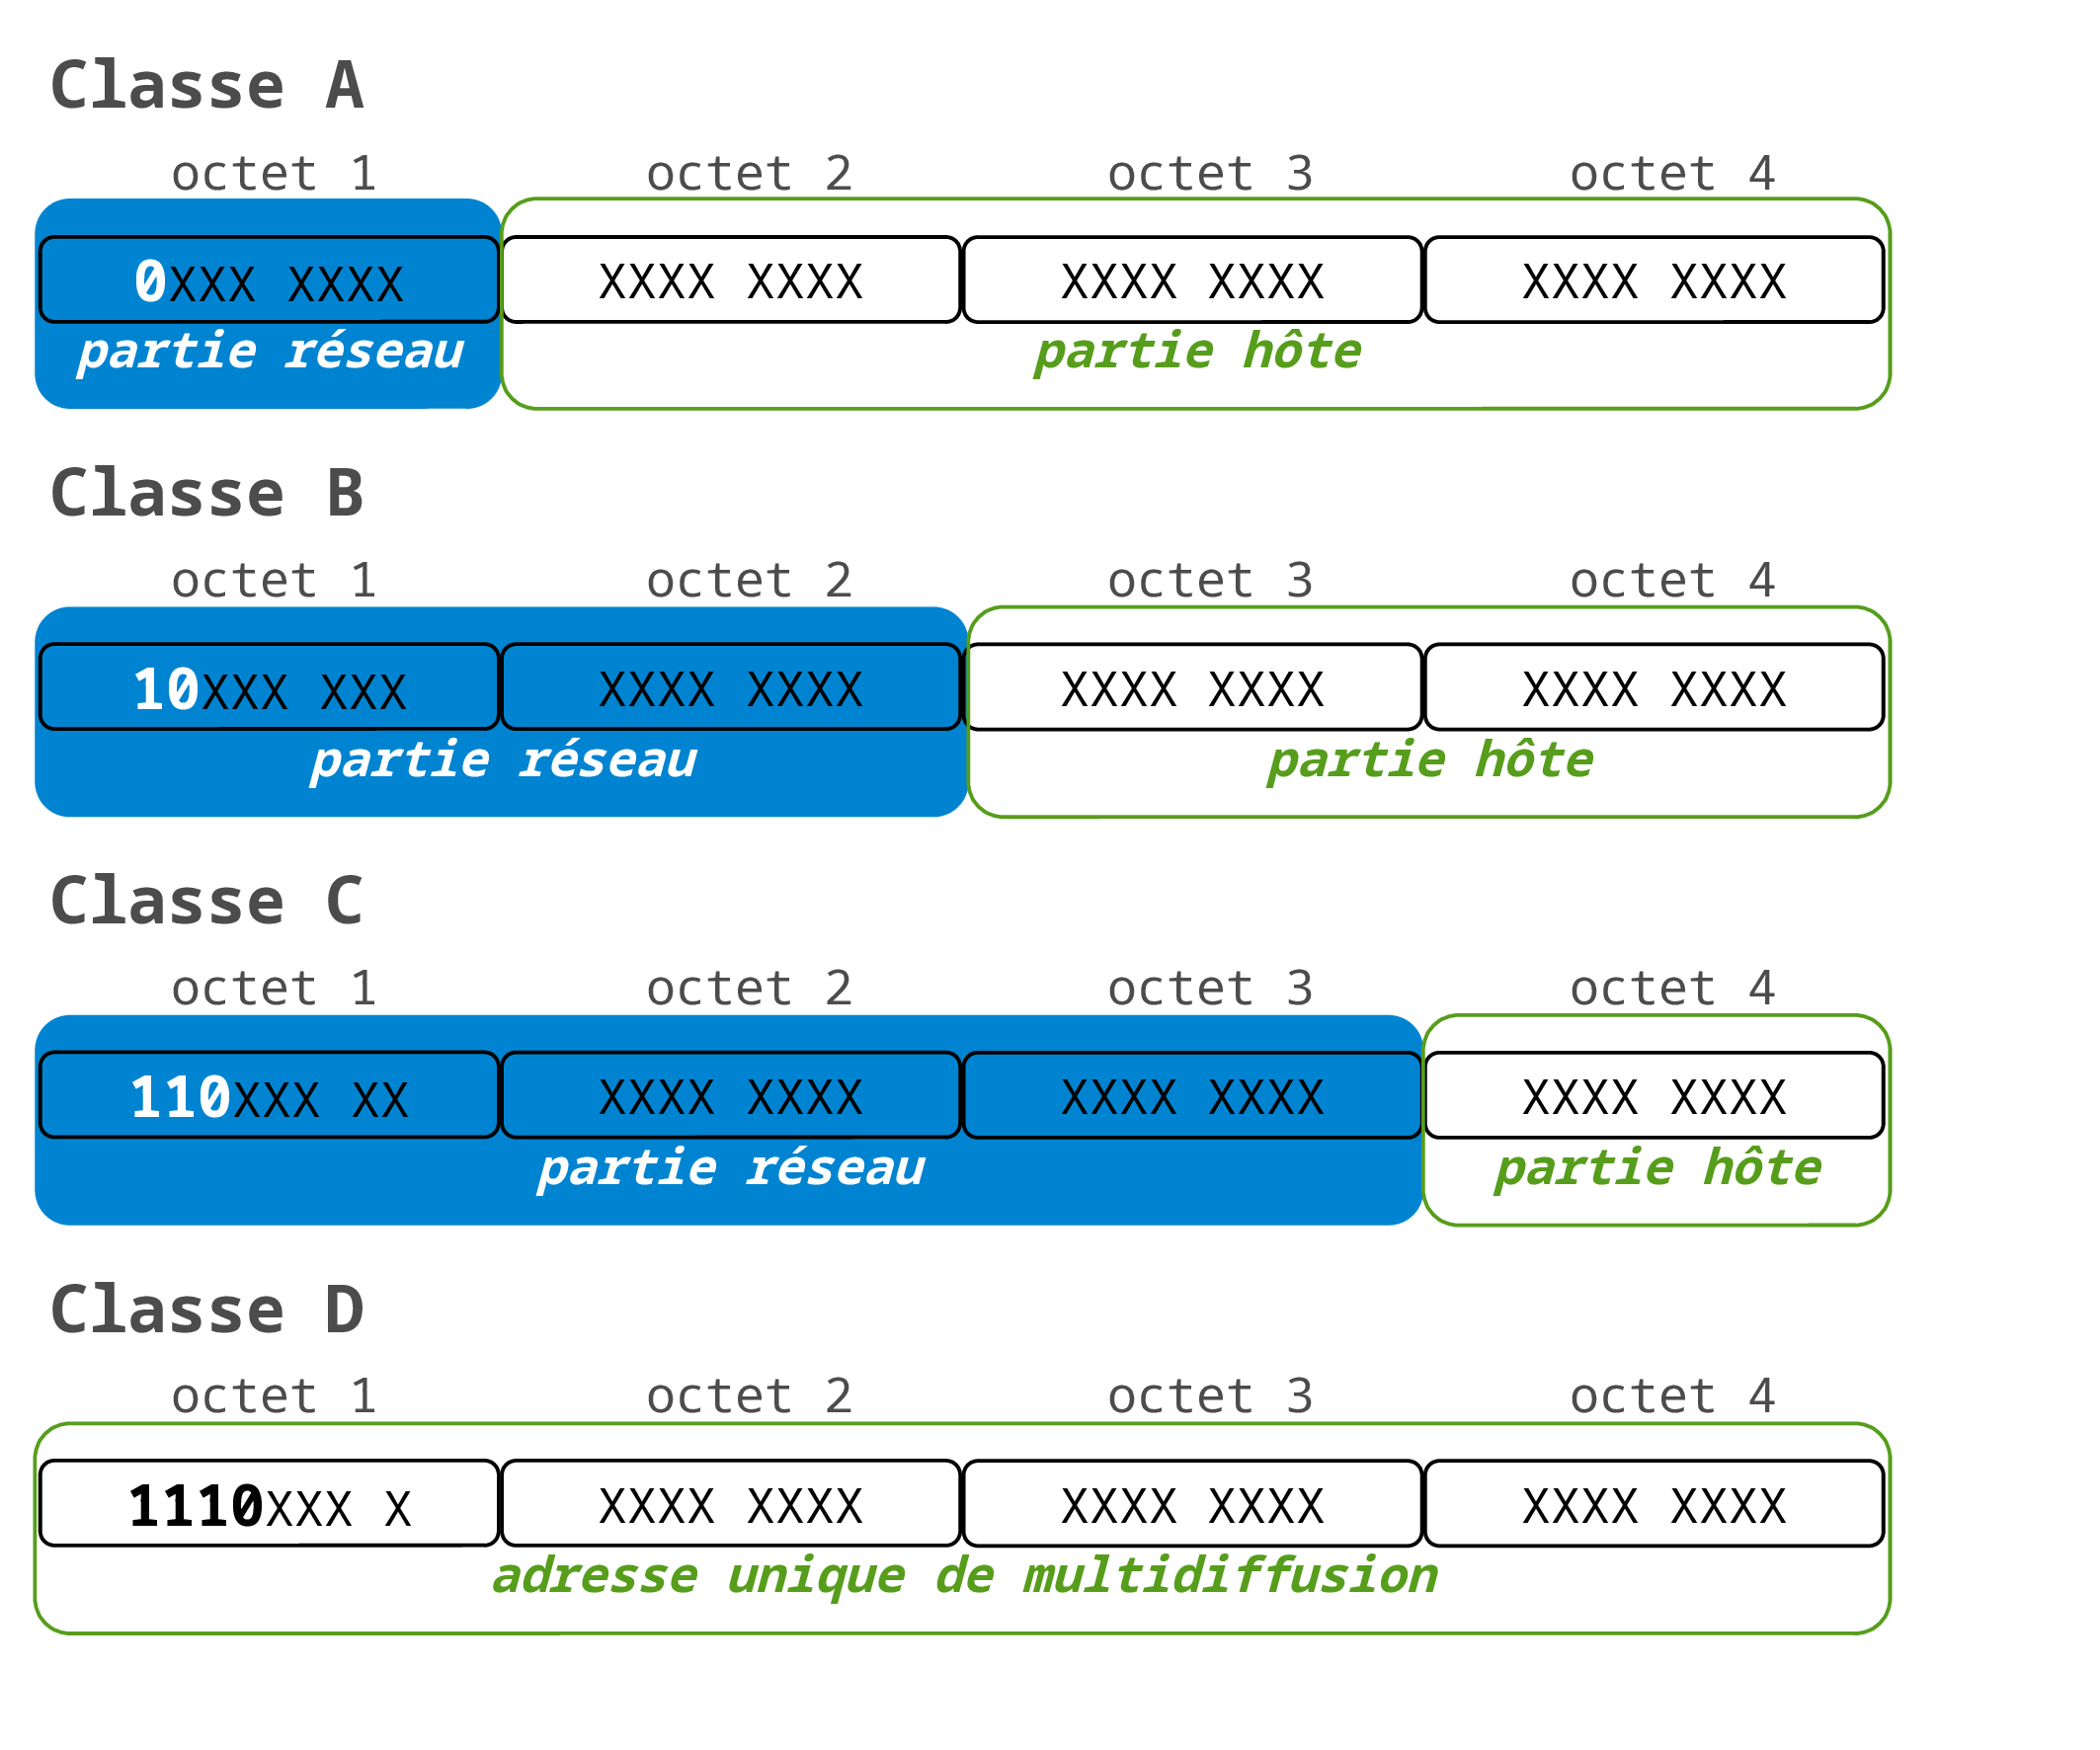 Classe A
octet 1 octet 2 octet 3 octet 4
0XXX XXXX XXXX XXXX XXXX XXXX XXXX XXXX
partie réseau partie hôte
Classe B
octet 1 octet 2 octet 3 octet 4
10XXX XXX XXXX XXXX XXXX XXXX XXXX XXXX
partie réseau partie hôte
Classe C
octet 1 octet 2 octet 3 octet 4
110XXX XX XXXX XXXX XXXX XXXX XXXX XXXX
partie réseau partie hôte
Classe D
octet 1 octet 2 octet 3 octet 4
1110XXX X XXXX XXXX XXXX XXXX XXXX XXXX
adresse unique de multidiffusion